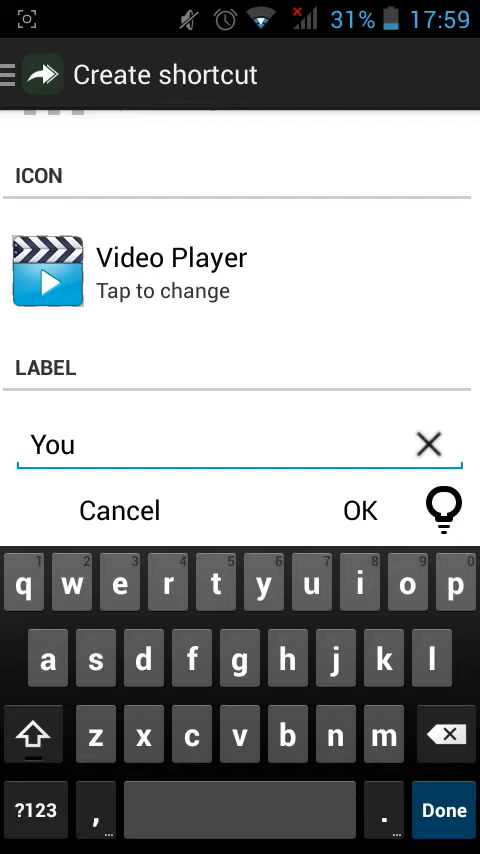 31% 17:59
Create shortcut
ICON
Video Player
Tap to change
LABEL
You
Cancel OK
1 2 3 4 5 6 7 8 9 0
q w e r t y u i o p
a s d f g h j k l
z x c v b n m
?123 , ... . ... Done